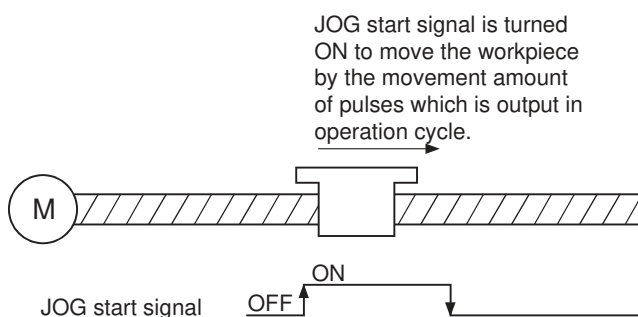 JOG start signal is turned
ON to move the workpiece
by the movement amount
of pulses which is output in
operation cycle.
M
ON
JOG start signal OFF